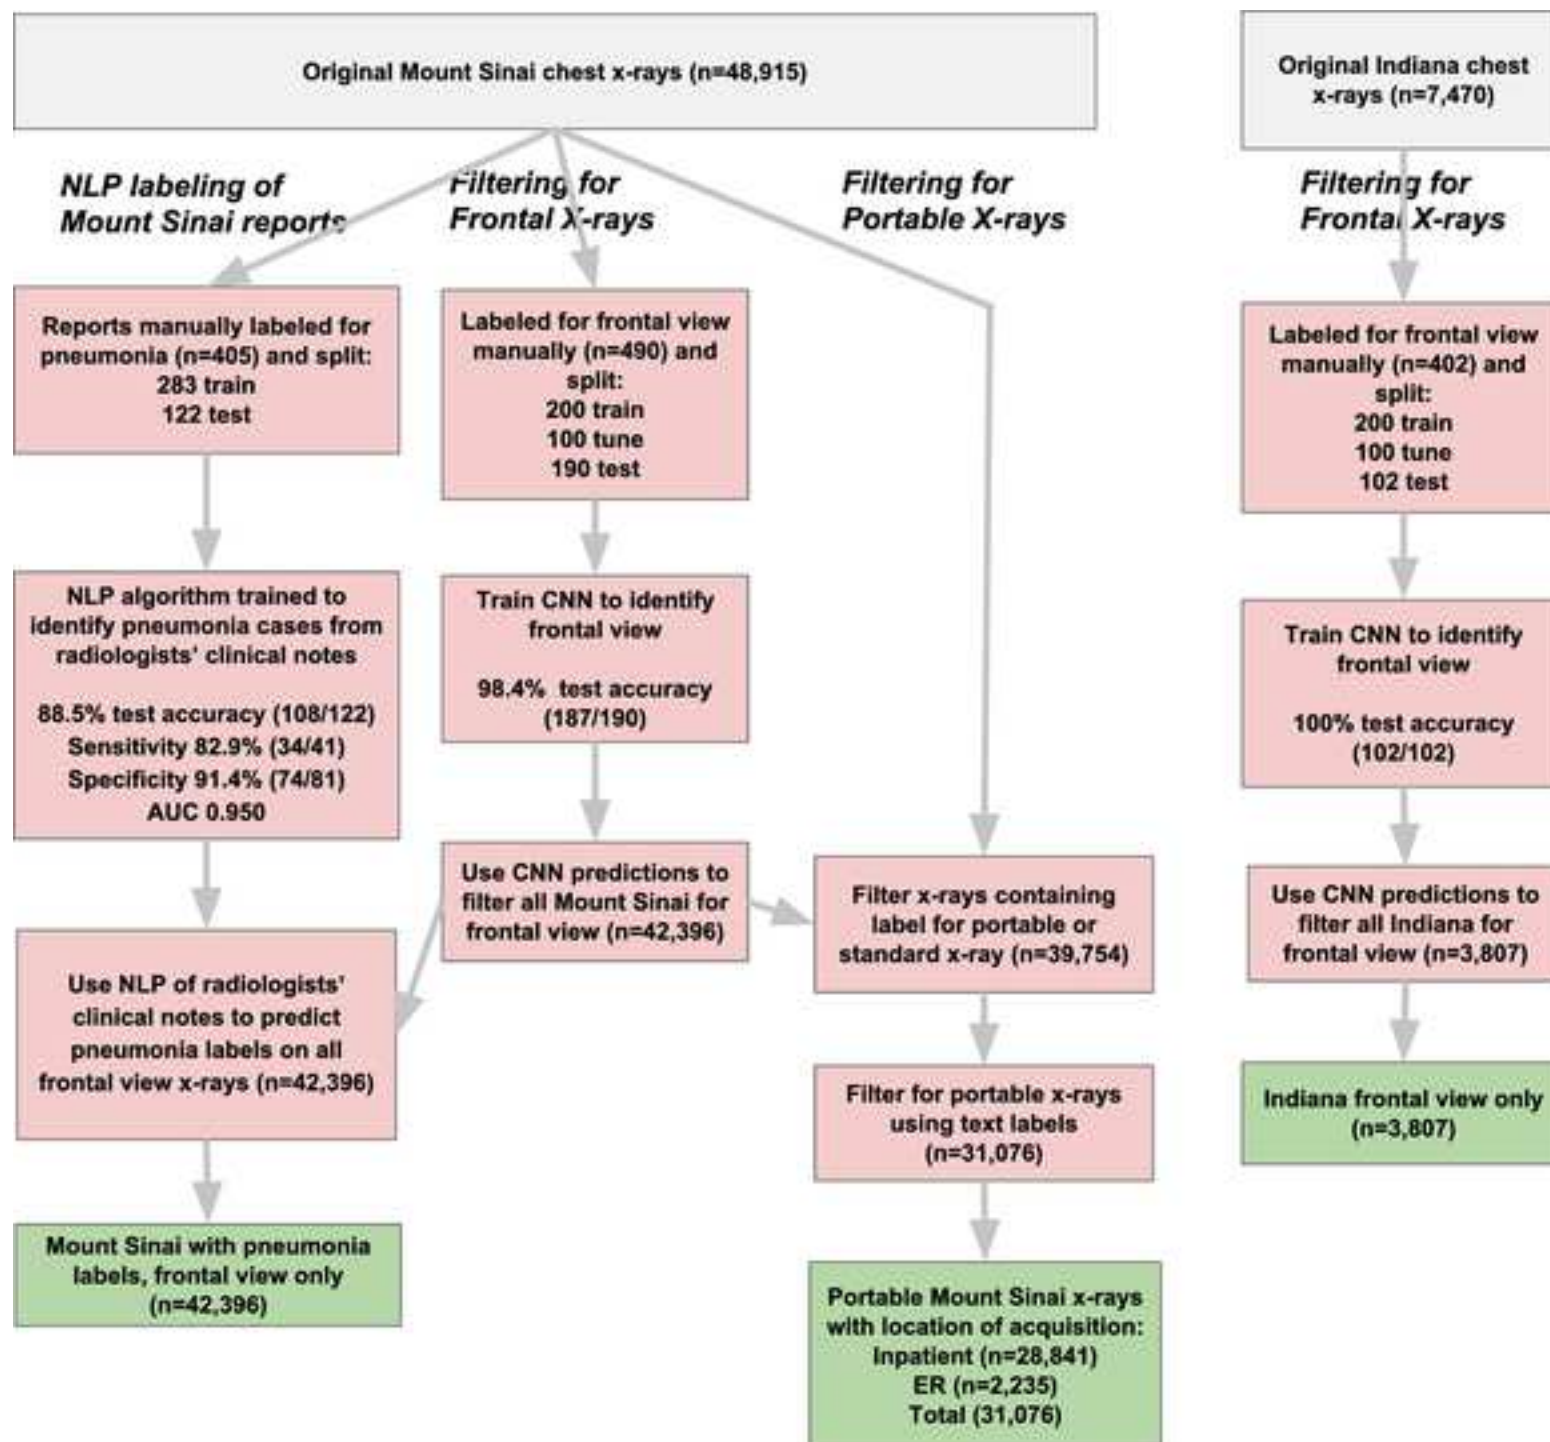 Original Mount Sinai chest x-rays (n=48,915)
NLP labeling of
Mount Sinai reports
Reports manually labeled for
pneumonia (n=405) and split:
283 train
122 test
NLP algorithm trained to
identify pneumonia cases from
radiologists' clinical notes
88.5% test accuracy (108/122)
Sensitivity 82.9% (34/41)
Specificity 91.4% (74/81)
AUC 0.950
Use NLP of radiologists'
clinical notes to predict
pneumonia labels on all
frontal view x-rays (n=42,396)
Mount Sinai with pneumonia
labels, frontal view only
(n=42,396)
Filtering for
Frontal X-rays
Labeled for frontal view
manually (n=490) and
split:
200 train
100 tune
190 test
Train CNN to identify
frontal view
98.4% test accuracy
(187/190)
Use CNN predictions to
filter all Mount Sinai for
frontal view (n=42,396)
Filtering for
Portable X-rays
Filter x-rays containing
label for portable or
standard x-ray (n=39,754)
Filter for portable x-rays
using text labels
(n=31,076)
Portable Mount Sinai x-rays
with location of acquisition:
Inpatient (n=28,841)
ER (n=2,235)
Total (31,076)
Original Indiana chest
x-rays (n=7,470)
Filtering for
Frontal X-rays
Labeled for frontal view
manually (n=402) and
split:
200 train
100 tune
102 test
Train CNN to identify
frontal view
100% test accuracy
(102/102)
Use CNN predictions to
filter all Indiana for
frontal view (n=3,807)
Indiana frontal view only
(n=3,807)